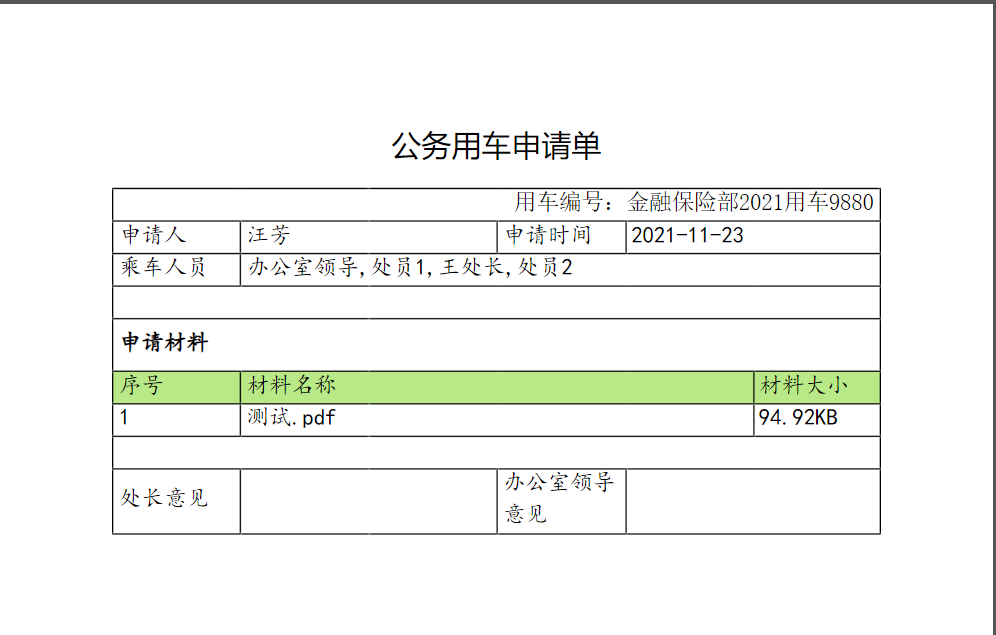 公务用车申请单
用车编号：金融保险部2021用车9880
申请人 汪芳 申请时间 2021-11-23
乘车人员 办公室领导,处员1,王处长,处员2
申请材料
序号 材料名称 材料大小
1 测试.pdf 94.92KB
处长意见 办公室领导
意见